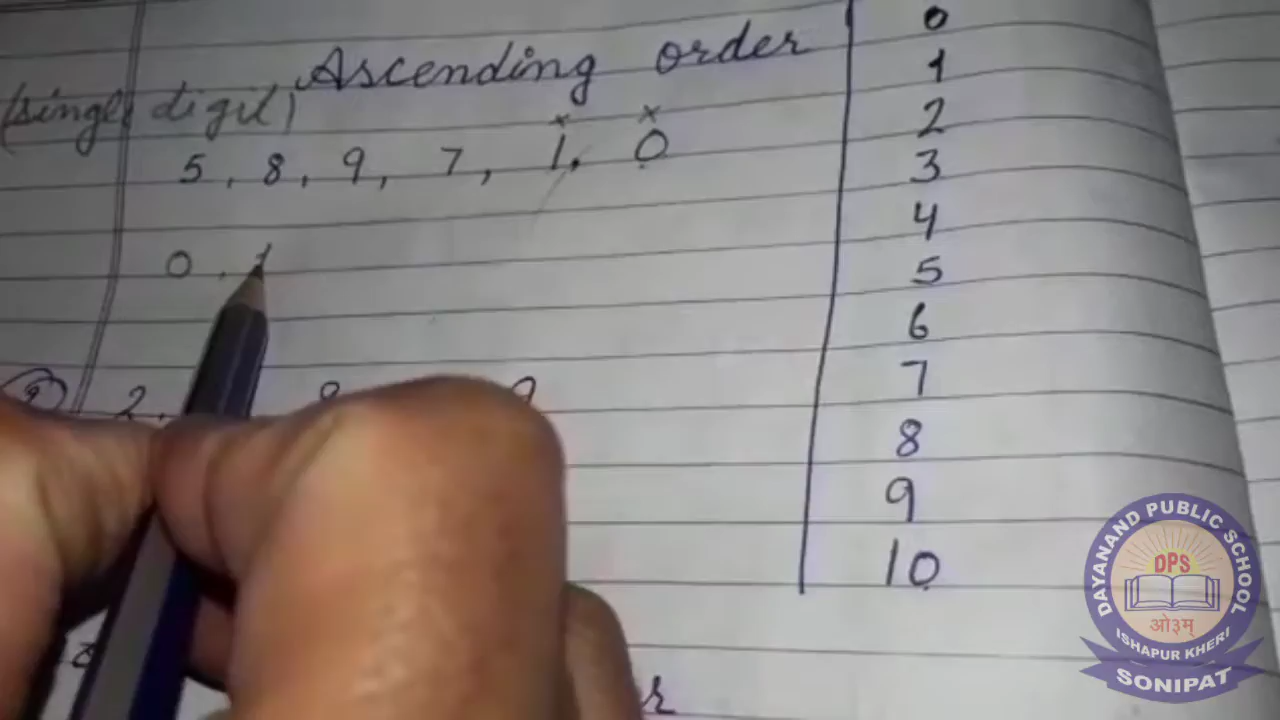 Ascending order
(single digit)
5, 8, 9, 7, 1, 0
0, 1
2,
0
1
2
3
4
5
6
7
8
9
10
DAYANAND PUBLIC SCHOOL
DPS
ओ३म्
ISHAPUR KHERI
SONIPAT